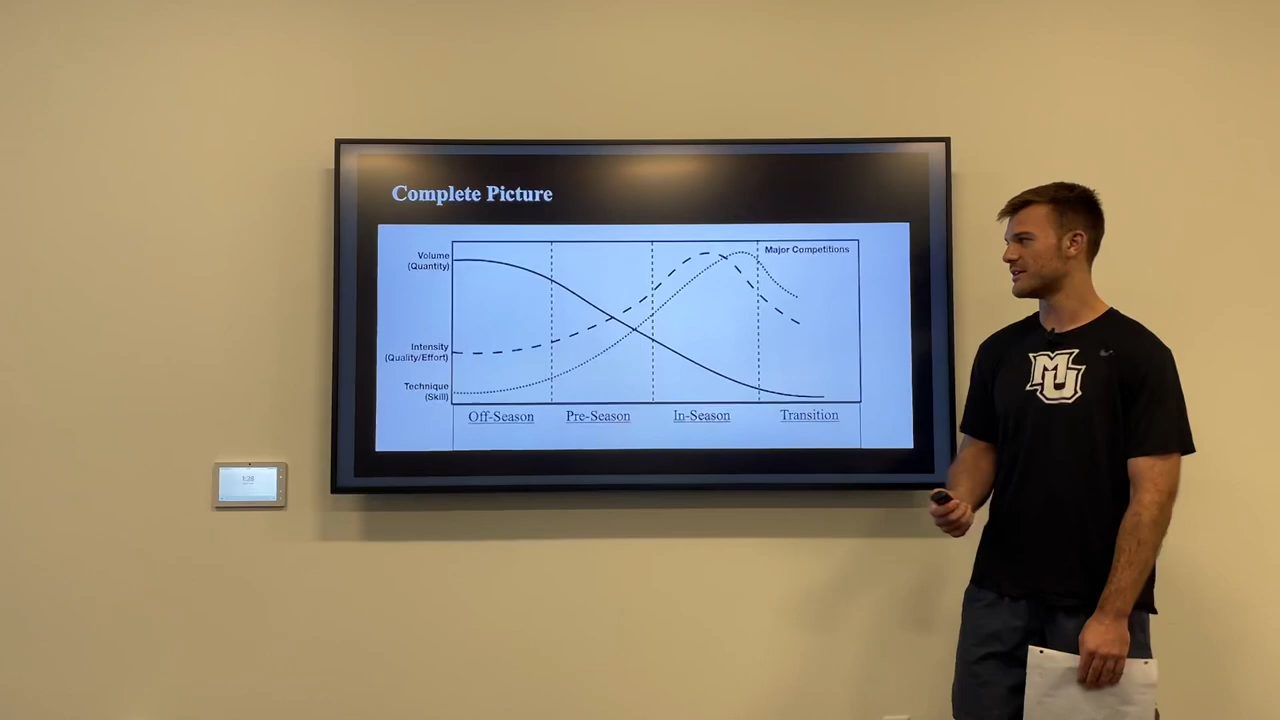 Complete Picture
Volume
(Quantity)
Major Competitions
Intensity
(Quality/Effort)
Technique
(Skill)
Off-Season
Pre-Season
In-Season
Transition
MU